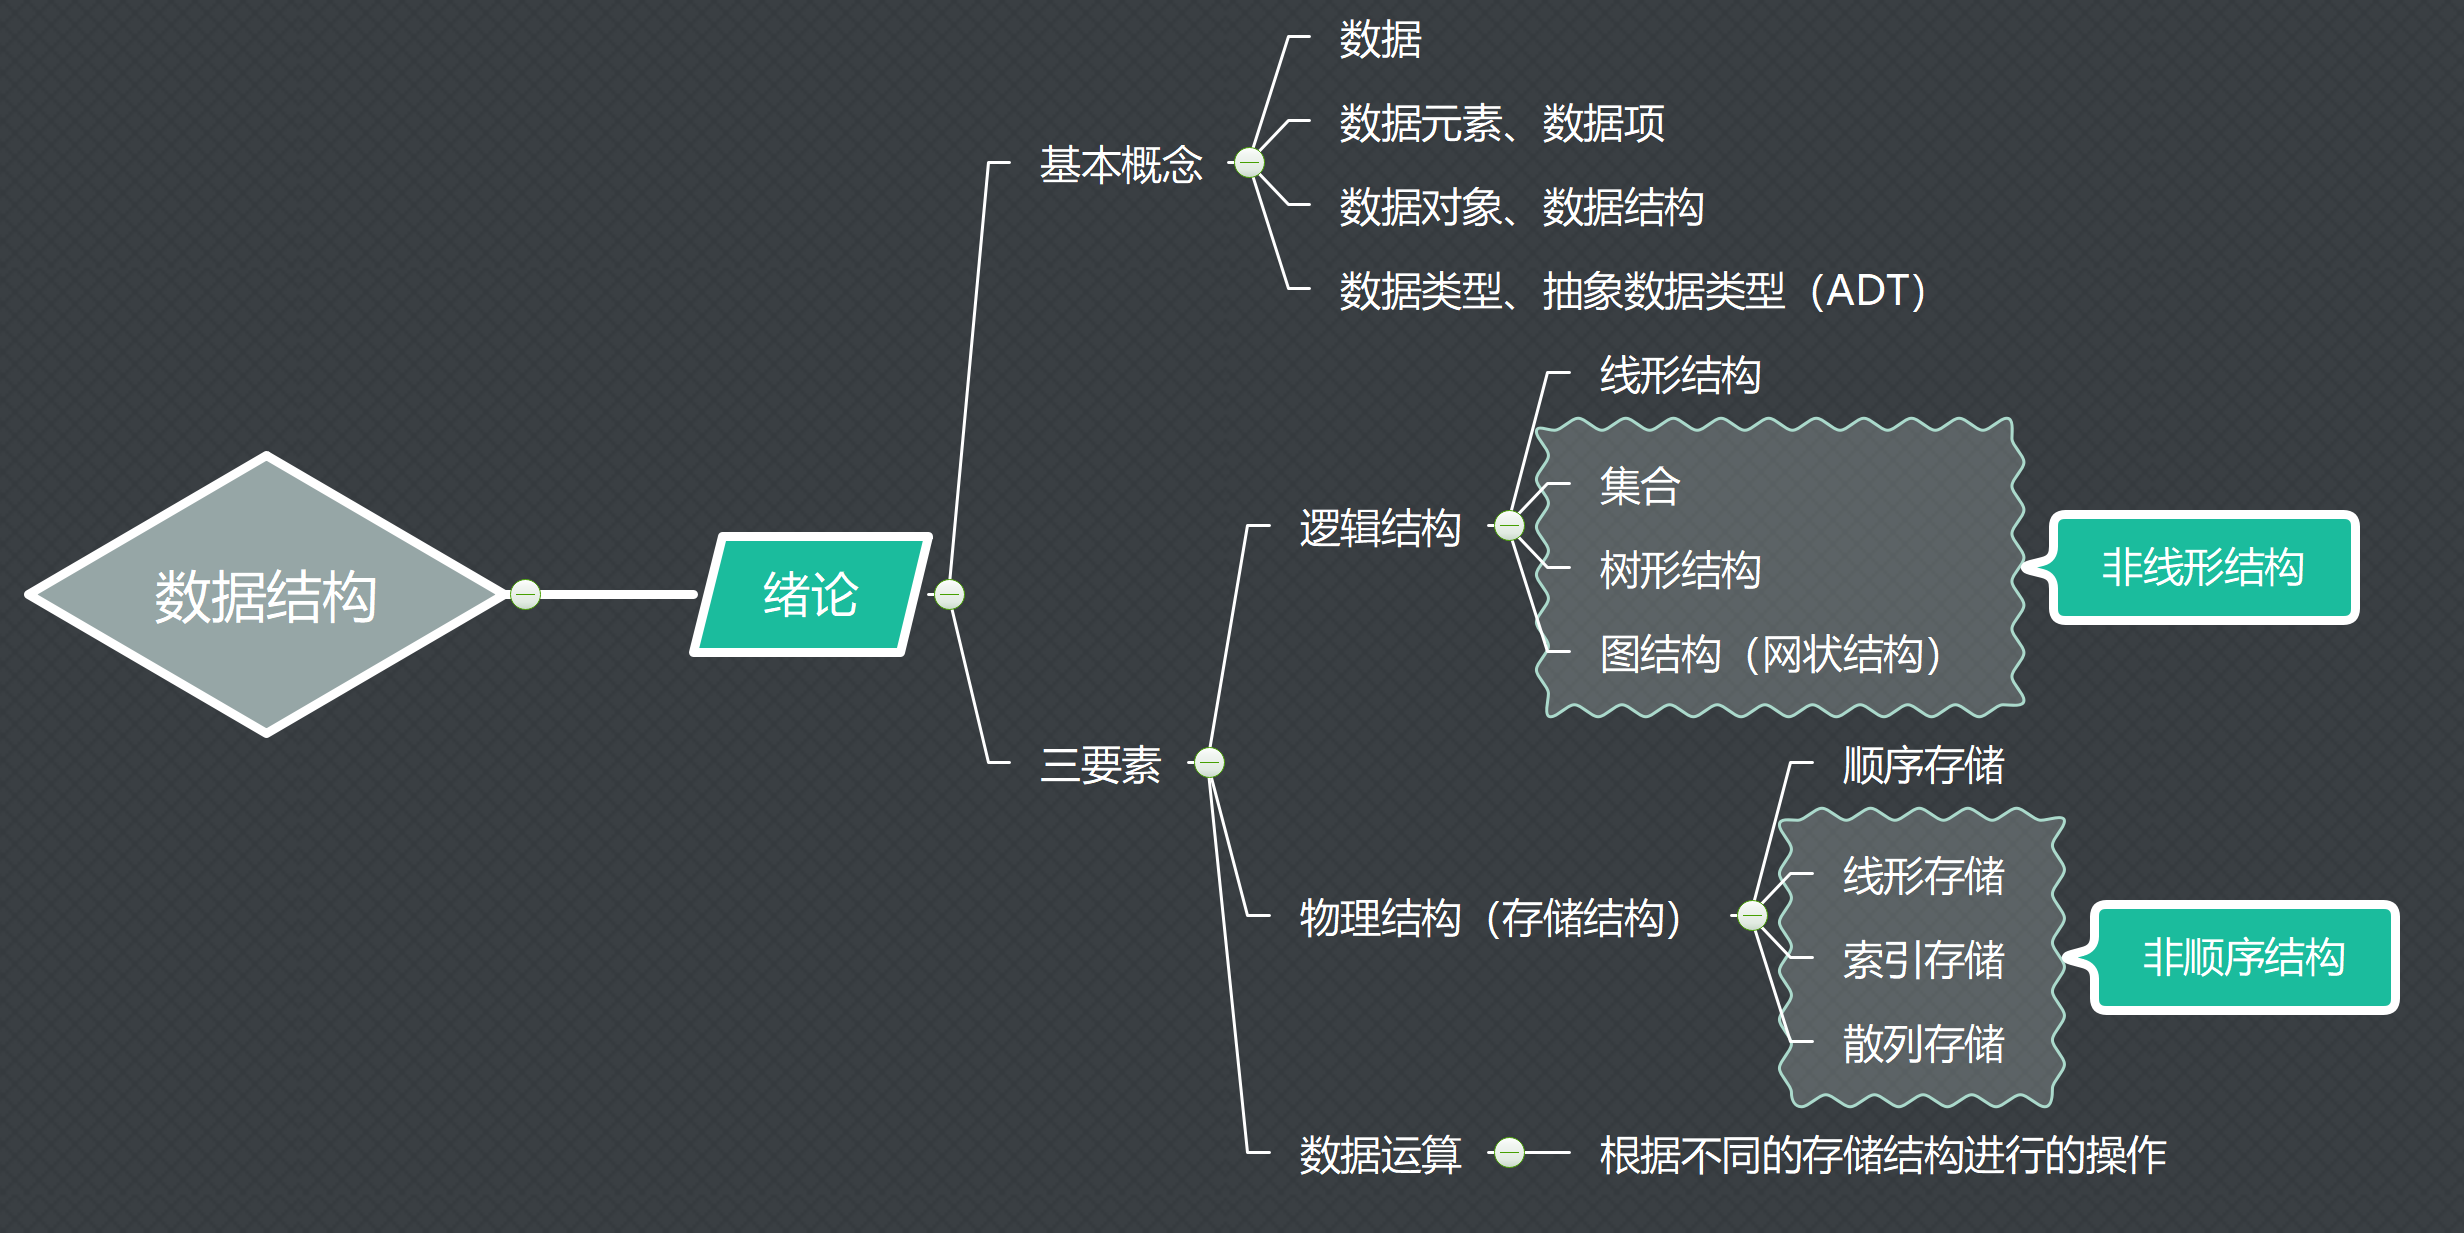 数据结构
绪论
基本概念
数据
数据元素、数据项
数据对象、数据结构
数据类型、抽象数据类型（ADT）
三要素
逻辑结构
线形结构
集合
树形结构
图结构（网状结构）
非线形结构
物理结构（存储结构）
顺序存储
线形存储
索引存储
散列存储
非顺序结构
数据运算
根据不同的存储结构进行的操作